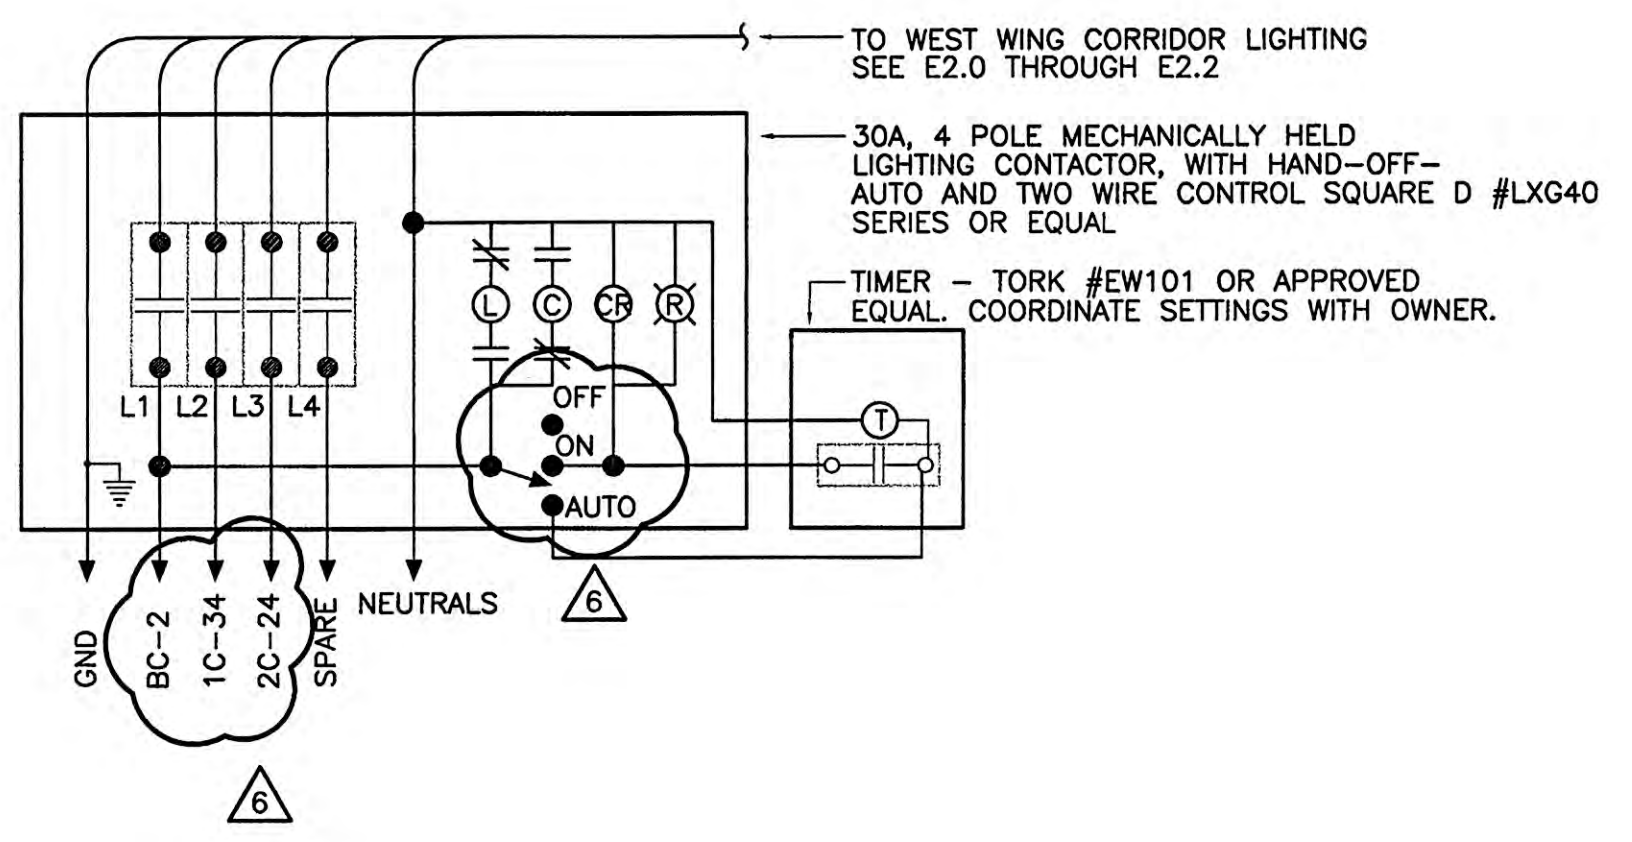 TO WEST WING CORRIDOR LIGHTING
SEE E2.0 THROUGH E2.2
30A, 4 POLE MECHANICALLY HELD
LIGHTING CONTACTOR, WITH HAND-OFF-
AUTO AND TWO WIRE CONTROL SQUARE D #LXG40
SERIES OR EQUAL
TIMER - TORK #EW101 OR APPROVED
EQUAL. COORDINATE SETTINGS WITH OWNER.
L C CR R
L1 L2 L3 L4
OFF
ON
AUTO
T
GND
BC-2
1C-34
2C-24
SPARE
NEUTRALS
6
6